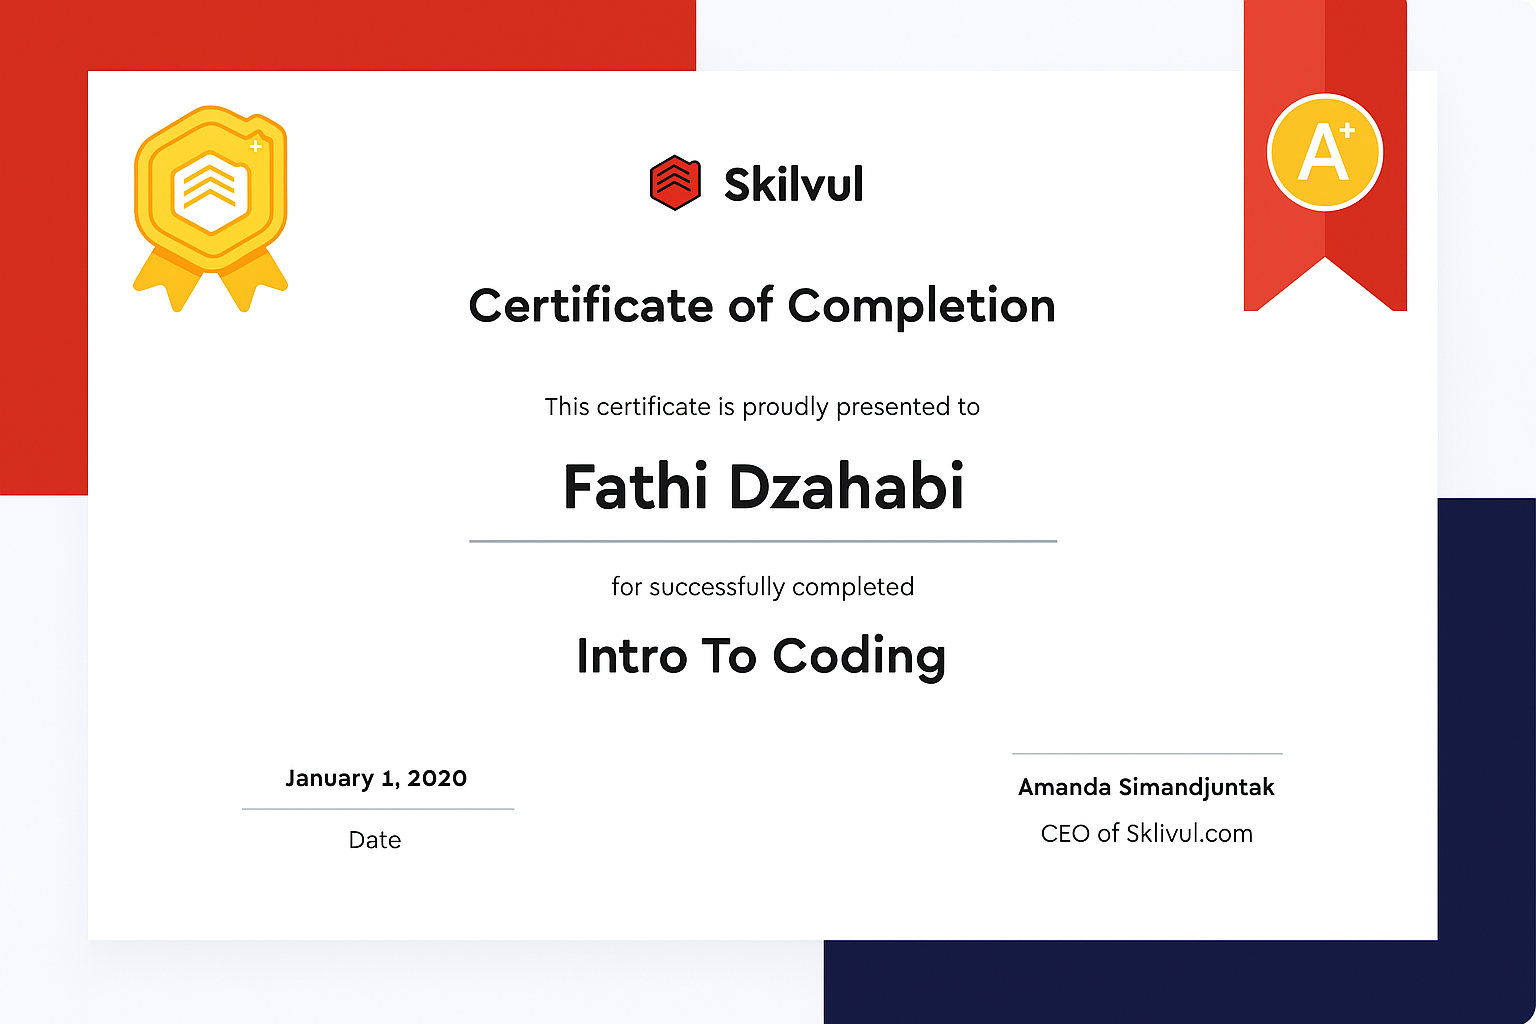 Skilvul
A+
Certificate of Completion
This certificate is proudly presented to
Fathi Dzahabi
for successfully completed
Intro To Coding
January 1, 2020
Date
Amanda Simandjuntak
CEO of Sklivul.com